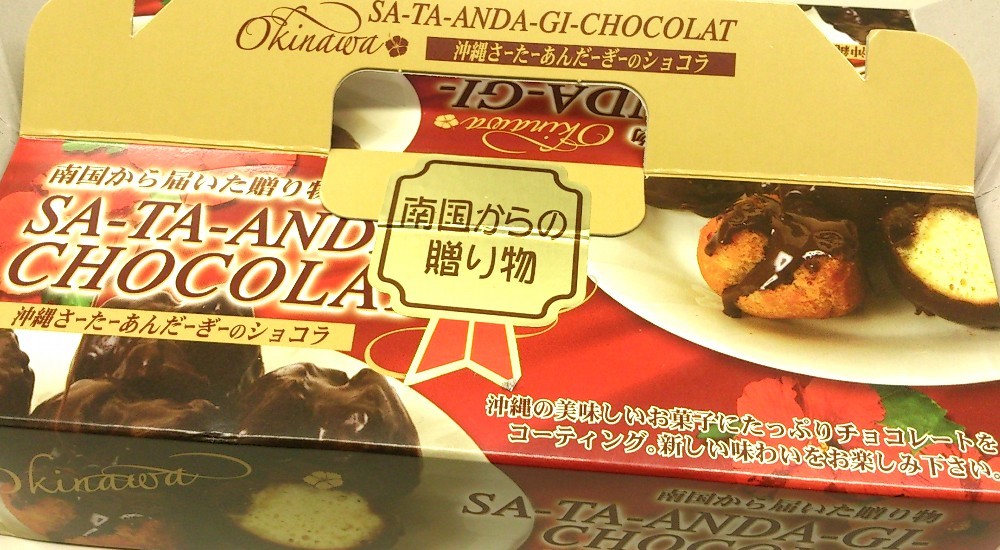 SA-TA-ANDA-GI-CHOCOLAT
Okinawa
沖縄さーたーあんだーぎーのショコラ
NDA-GI-
Okinawa
南国から届いた贈り物
SA-TA-AND
CHOCOLA
沖縄さーたーあんだーぎーのショコラ
南国からの
贈り物
沖縄の美味しいお菓子にたっぷりチョコレートを
コーティング。新しい味わいをお楽しみ下さい。
Okinawa
南国から届いた贈り物
SA-TA-ANDA-GI-
CHOCOLAT